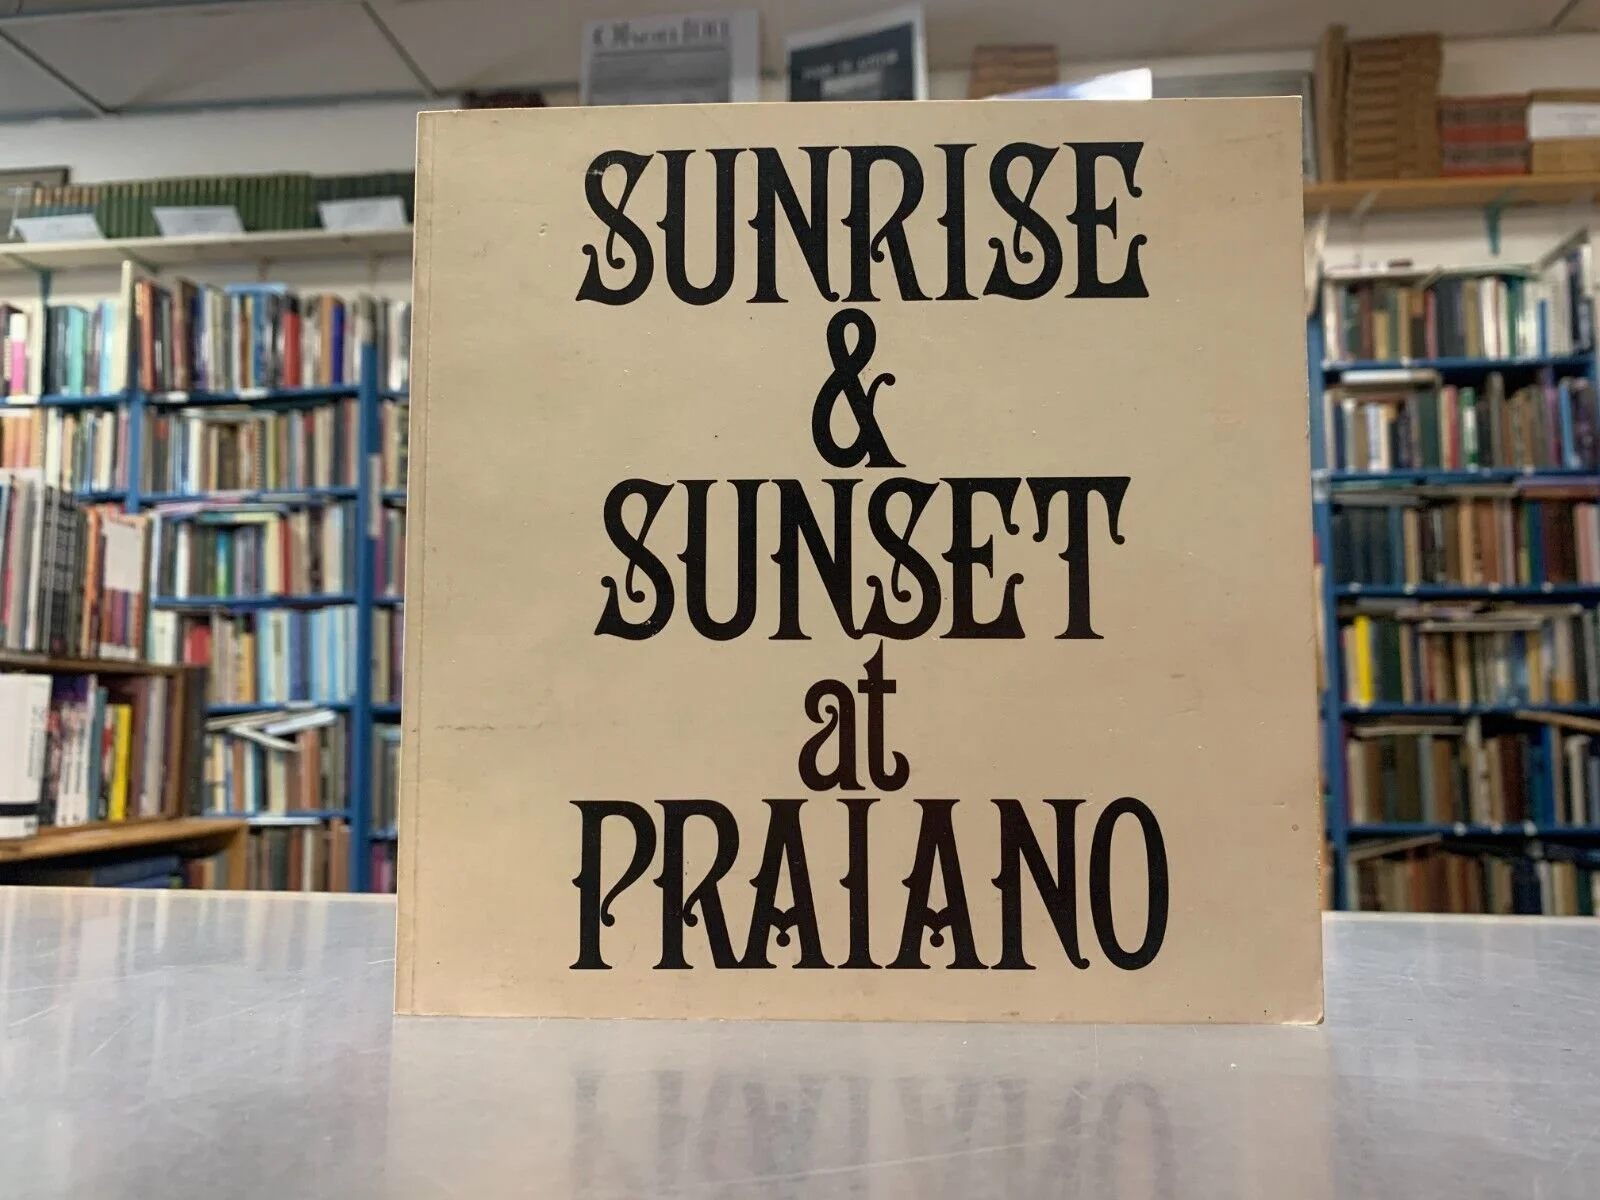 SUNRISE
&
SUNSET
at
PRAIANO